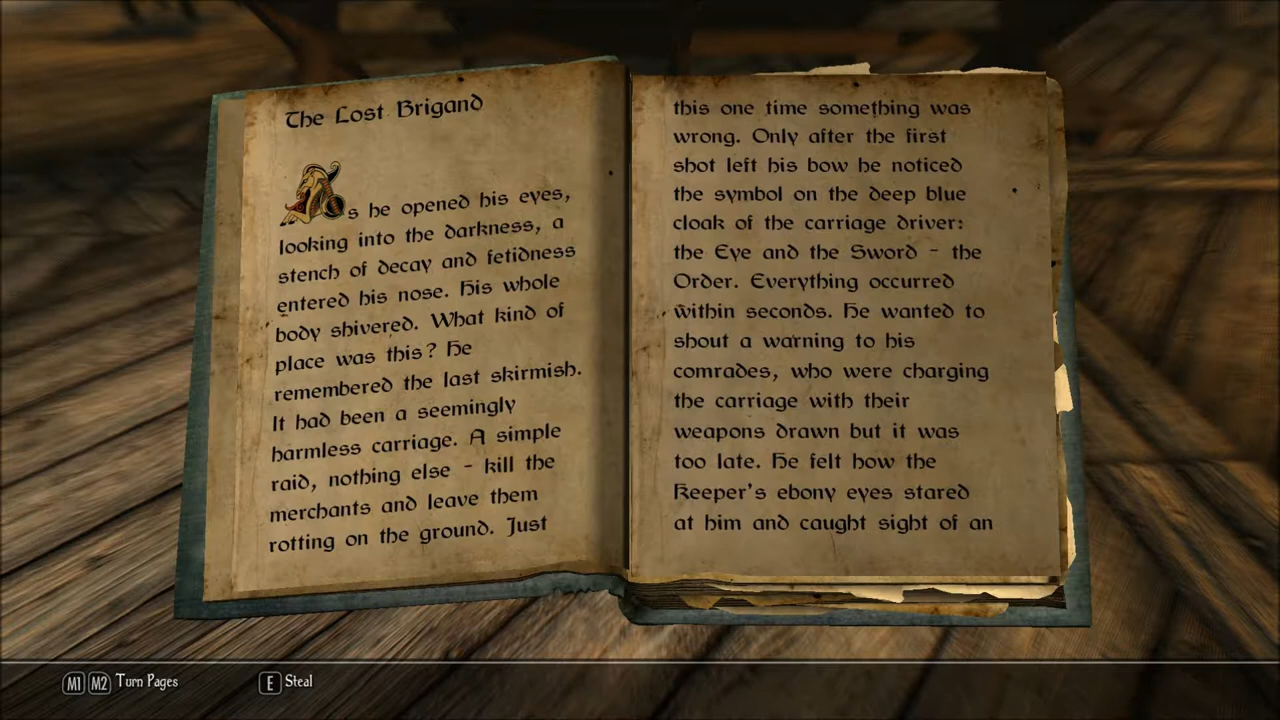 The Lost Brigand
As he opened his eyes,
looking into the darkness, a
stench of decay and fetidness
entered his nose. His whole
body shivered. What kind of
place was this? He
remembered the last skirmish.
It had been a seemingly
harmless carriage. A simple
raid, nothing else - kill the
merchants and leave them
rotting on the ground. Just
this one time something was
wrong. Only after the first
shot left his bow he noticed
the symbol on the deep blue
cloak of the carriage driver:
the Eye and the Sword - the
Order. Everything occurred
within seconds. He wanted to
shout a warning to his
comrades, who were charging
the carriage with their
weapons drawn but it was
too late. He felt how the
Keeper's ebony eyes stared
at him and caught sight of an
M1 M2 Turn Pages
E Steal